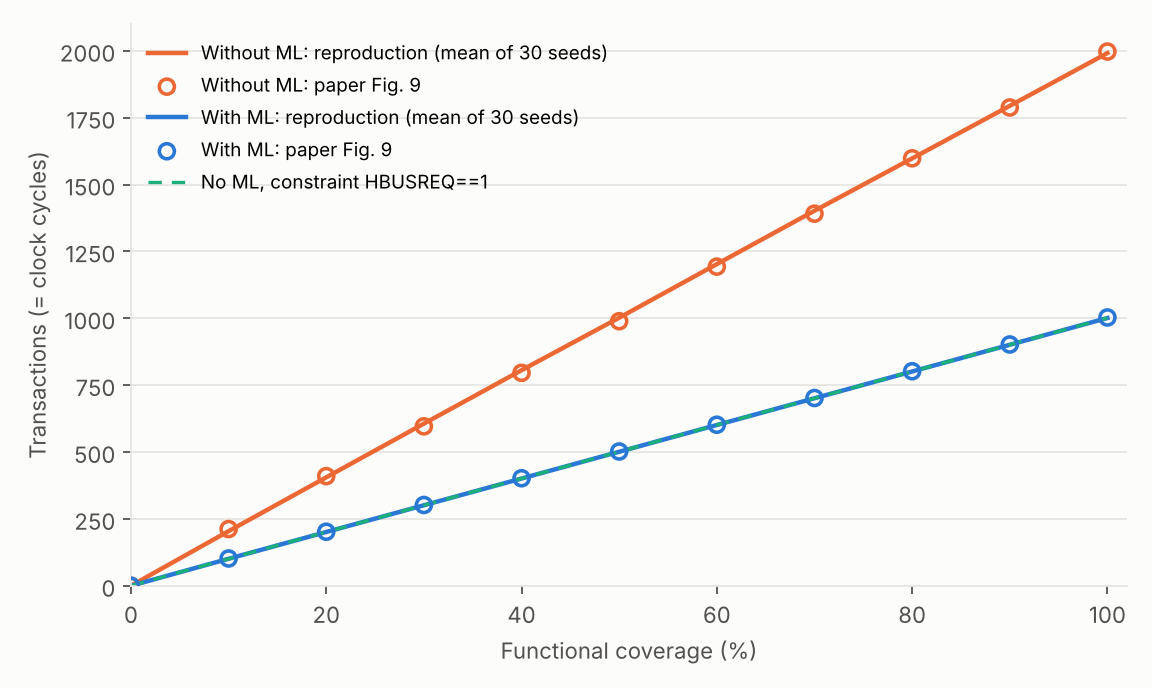 Without ML: reproduction (mean of 30 seeds)
Without ML: paper Fig. 9
With ML: reproduction (mean of 30 seeds)
With ML: paper Fig. 9
No ML, constraint HBUSREQ==1
Transactions (= clock cycles)
2000
1750
1500
1250
1000
750
500
250
0
0 20 40 60 80 100
Functional coverage (%)